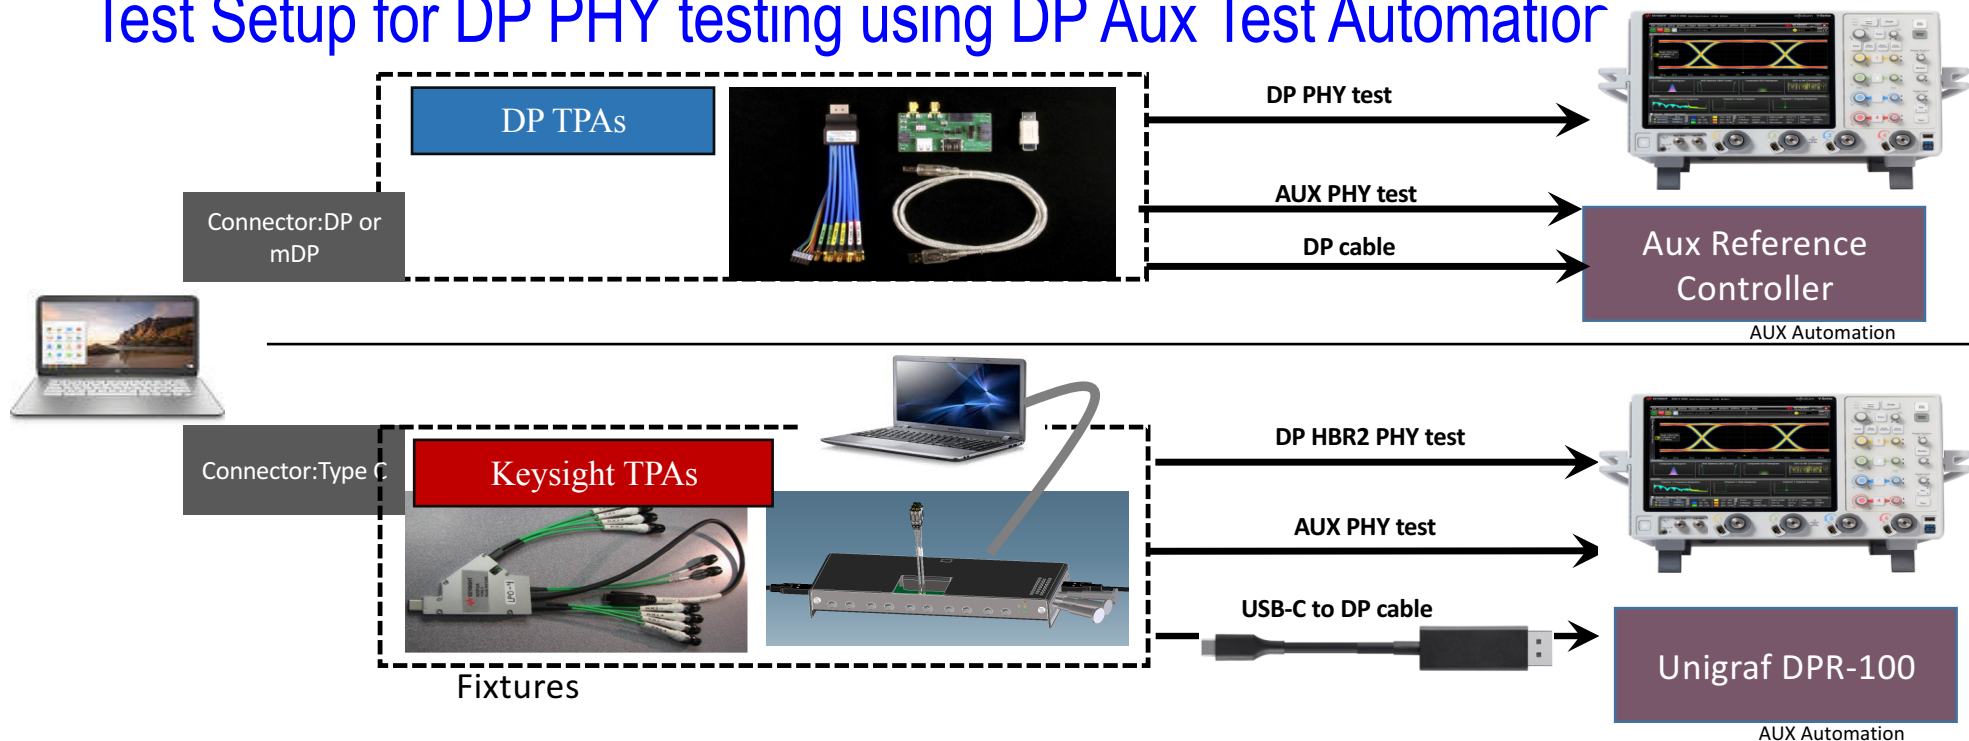 Test Setup for DP PHY testing using DP Aux Test Automation
DP TPAs
Connector:DP or
mDP
DP PHY test
AUX PHY test
DP cable
Aux Reference
Controller
AUX Automation
Connector:Type C
Keysight TPAs
Fixtures
DP HBR2 PHY test
AUX PHY test
USB-C to DP cable
Unigraf DPR-100
AUX Automation